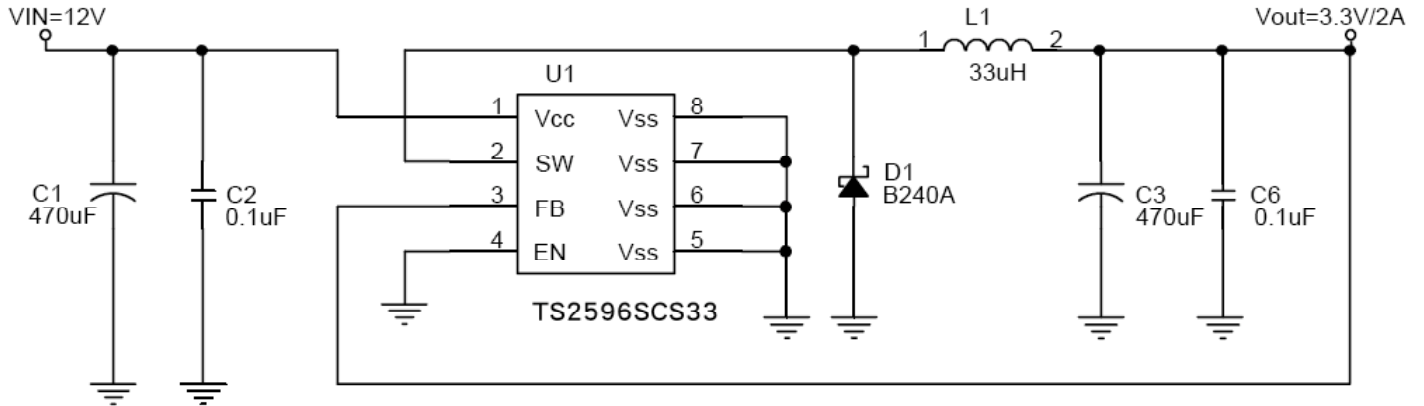 VIN=12V
L1
Vout=3.3V/2A
1
2
33uH
U1
1
Vcc
Vss
8
2
SW
Vss
7
3
FB
Vss
6
4
EN
Vss
5
C1
470uF
C2
0.1uF
D1
B240A
C3
470uF
C6
0.1uF
TS2596SCS33